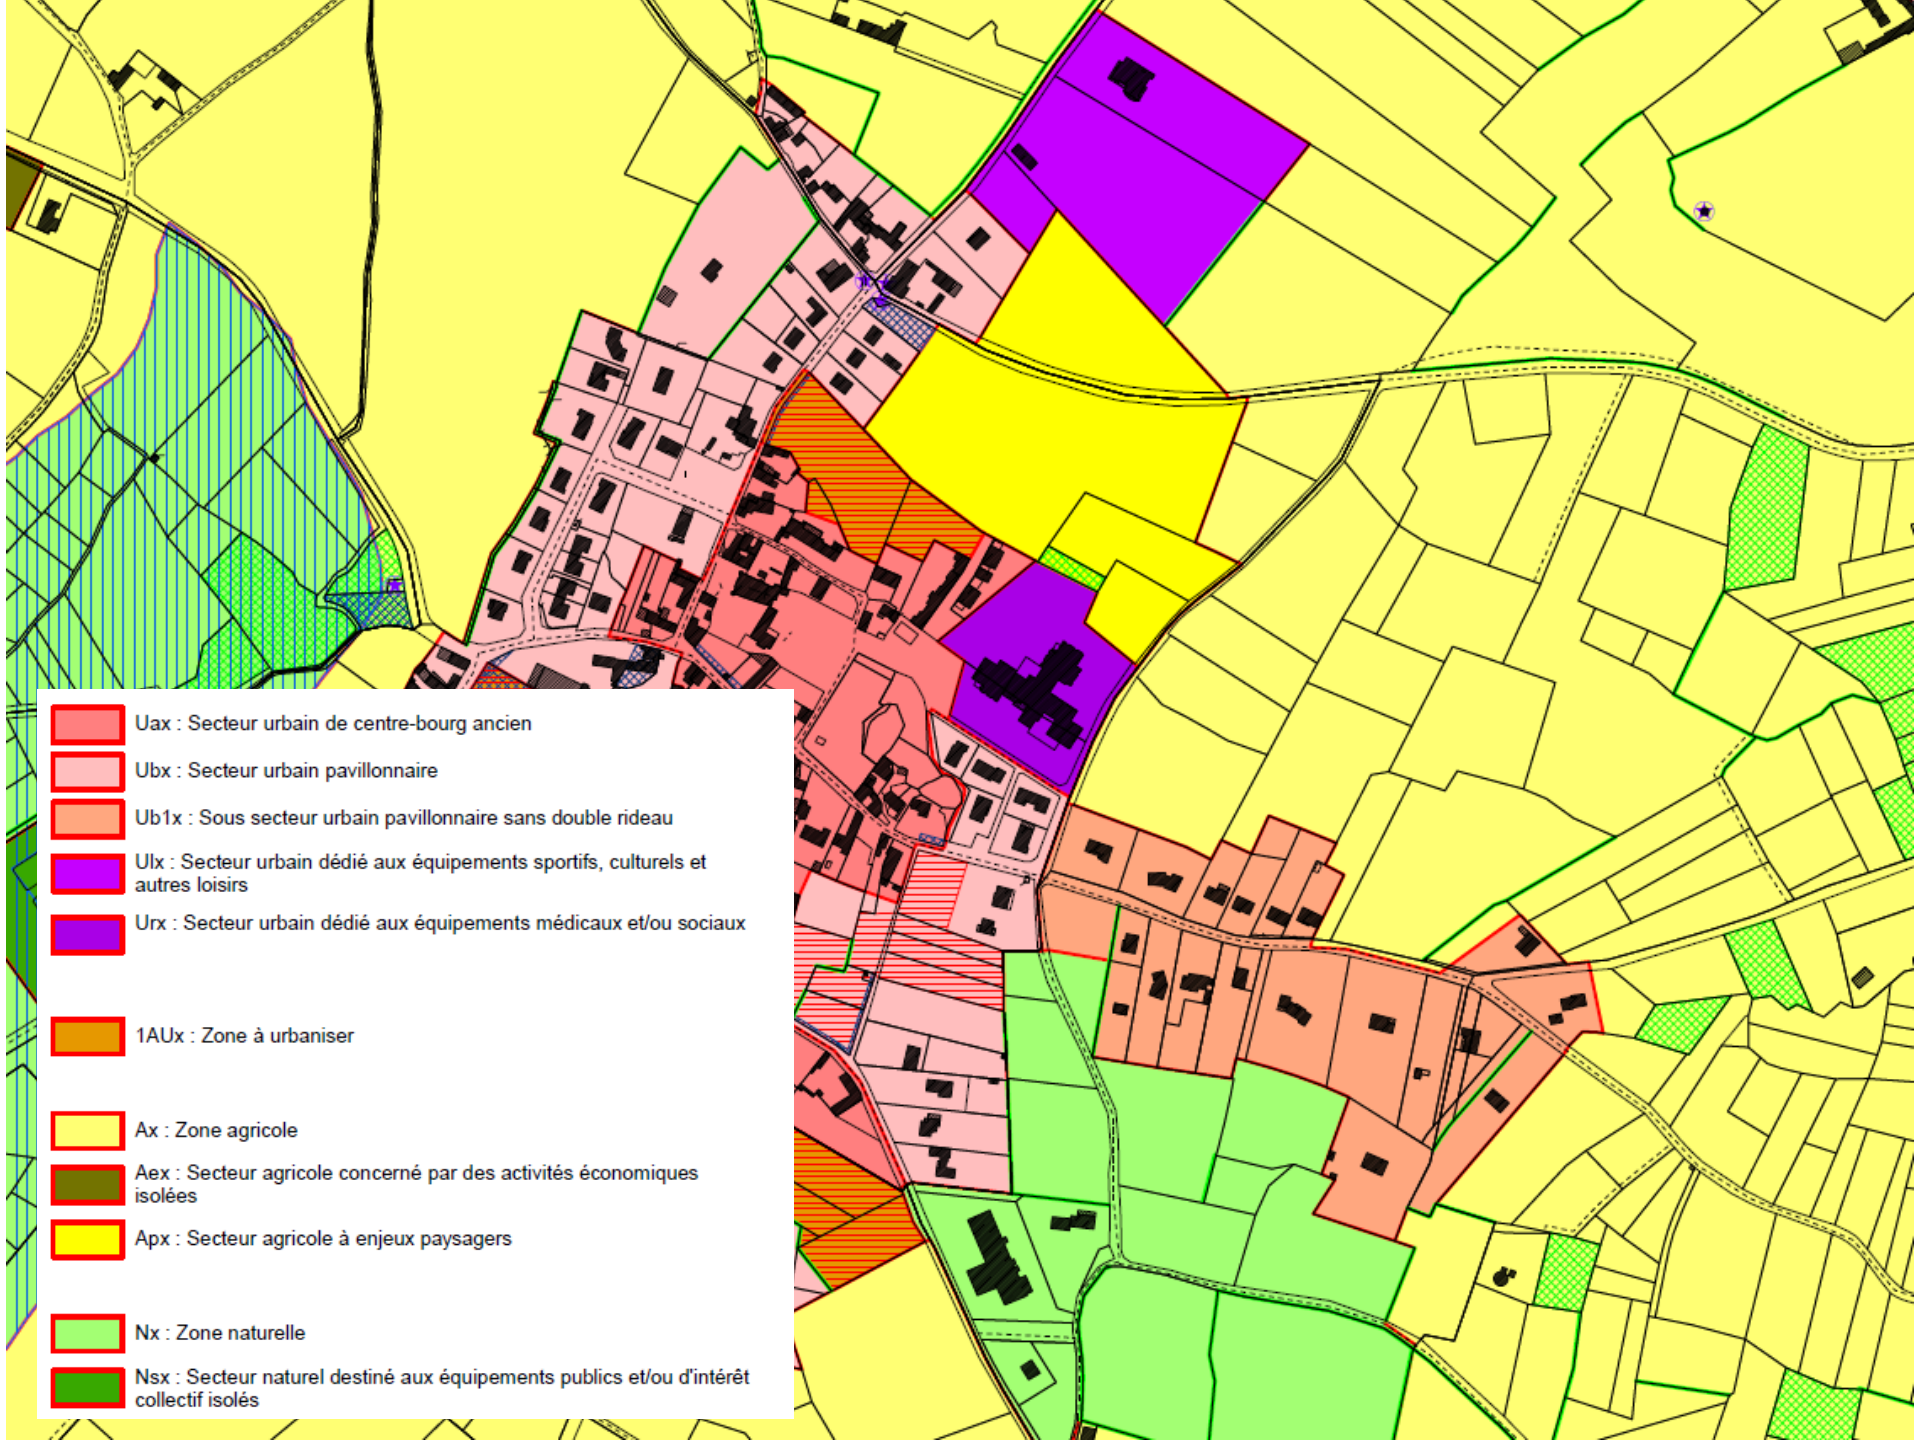 Uax : Secteur urbain de centre-bourg ancien
Ubx : Secteur urbain pavillonnaire
Ub1x : Sous secteur urbain pavillonnaire sans double rideau
Ulx : Secteur urbain dédié aux équipements sportifs, culturels et
autres loisirs
Urx : Secteur urbain dédié aux équipements médicaux et/ou sociaux
1AUx : Zone à urbaniser
Ax : Zone agricole
Aex : Secteur agricole concerné par des activités économiques
isolées
Apx : Secteur agricole à enjeux paysagers
Nx : Zone naturelle
Nsx : Secteur naturel destiné aux équipements publics et/ou d'intérêt
collectif isolés